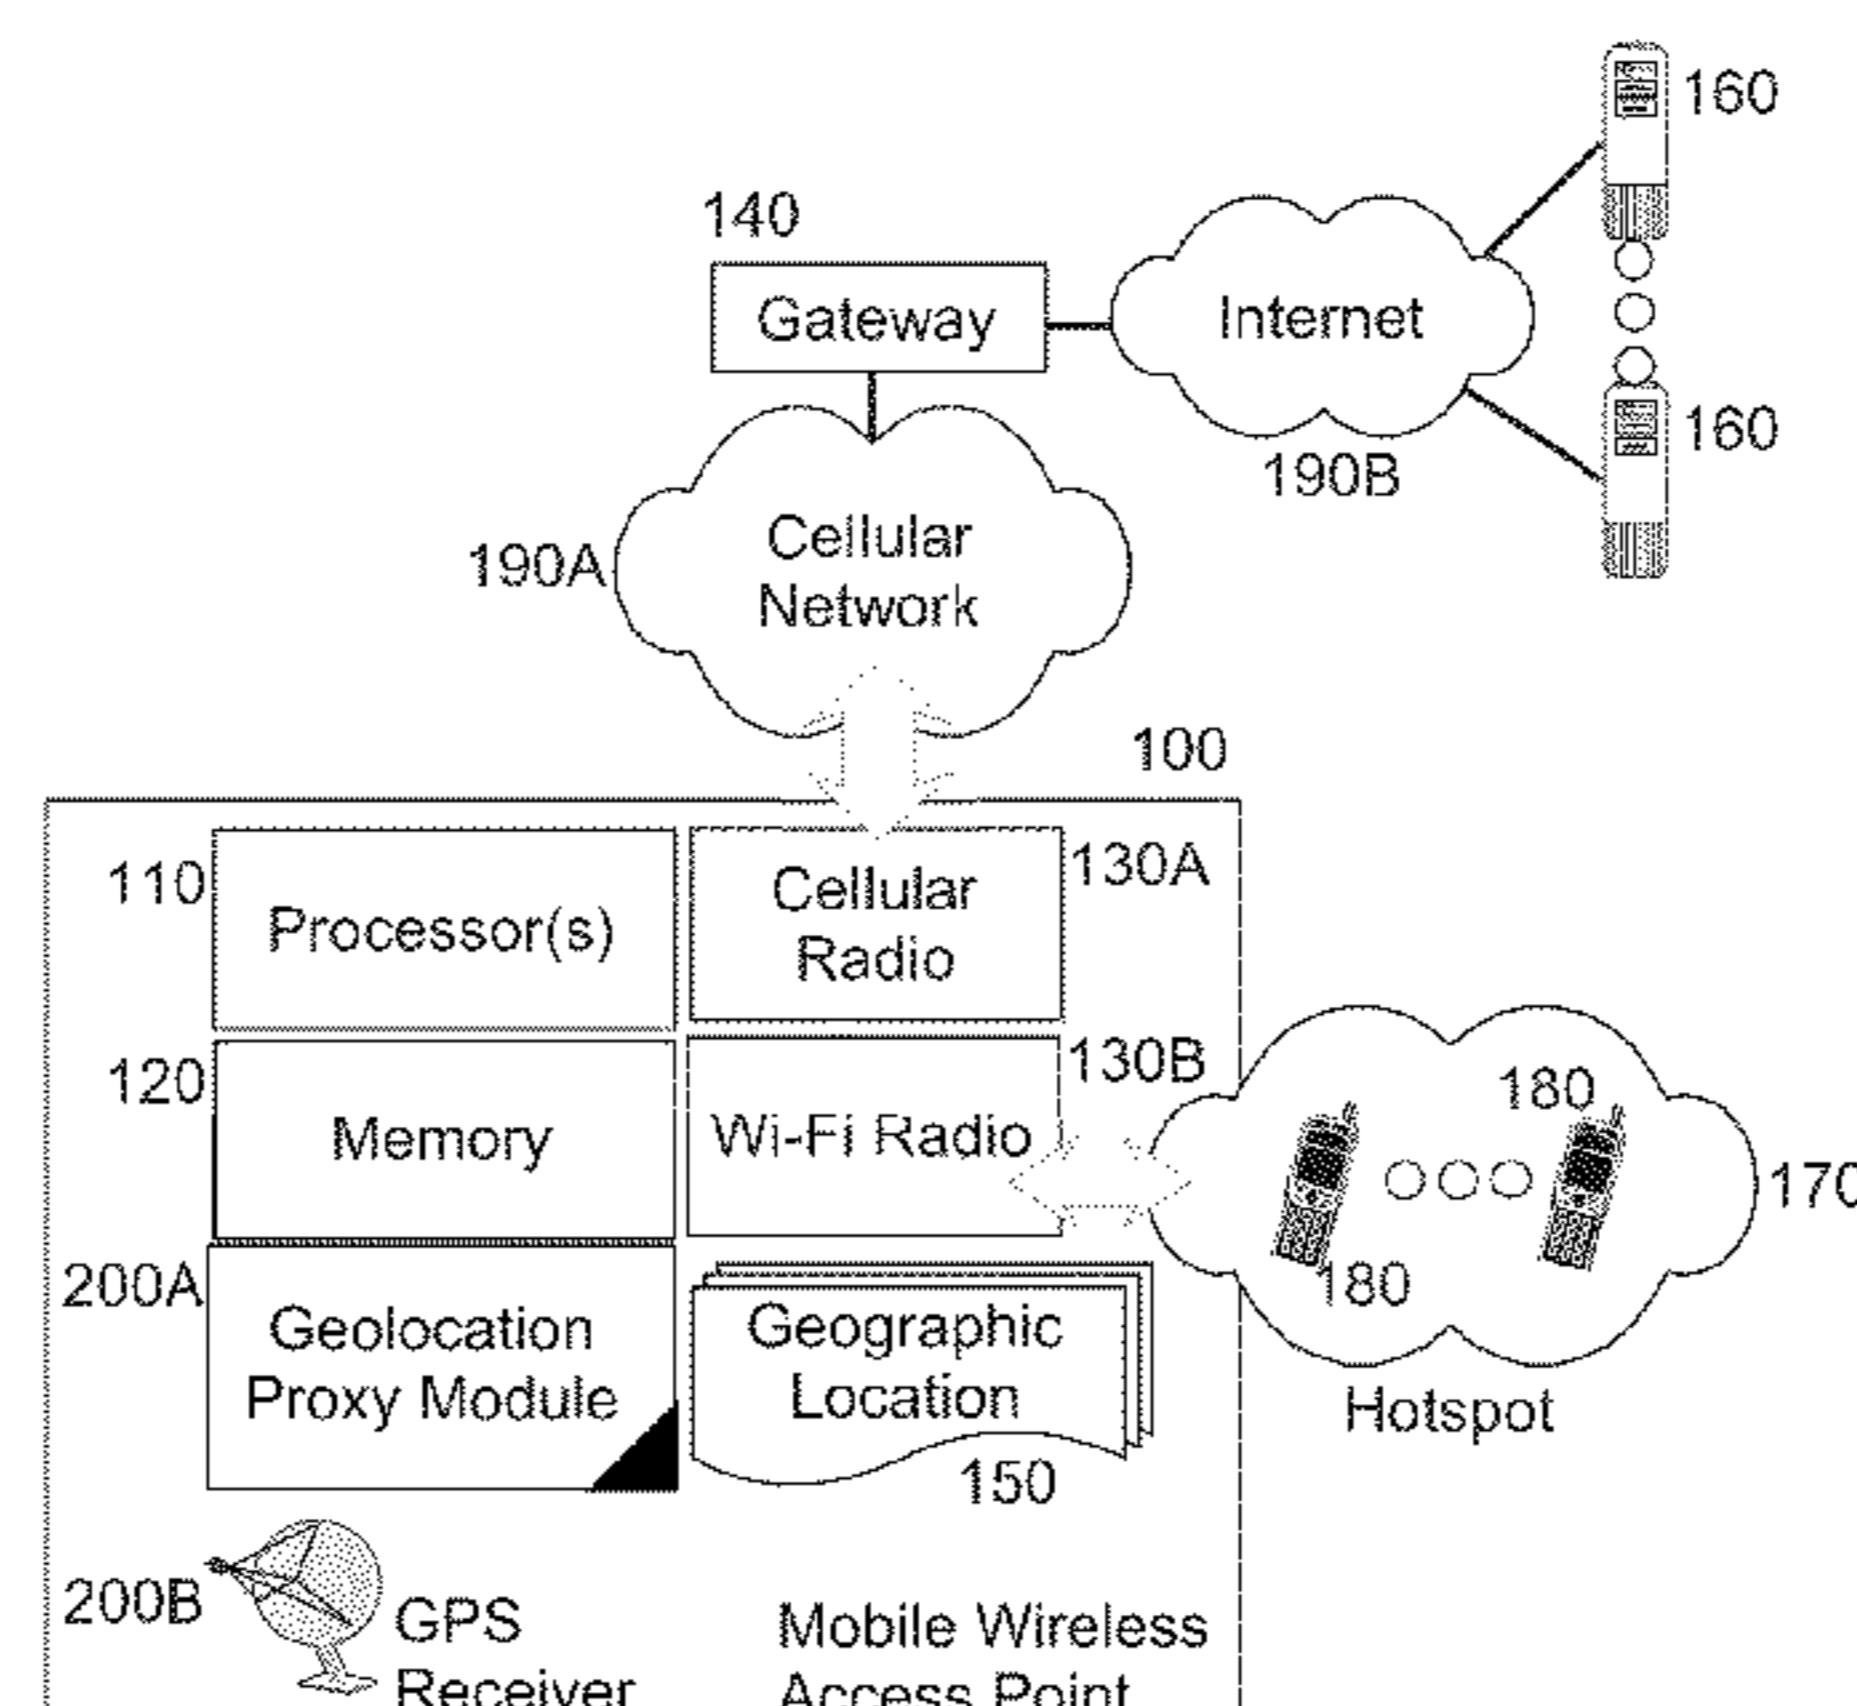 160
140
Gateway
Internet
160
190B
190A
Cellular
Network
100
110
Processor(s)
Cellular
Radio
130A
120
Memory
Wi-Fi Radio
130B
180
170
180
200A
Geolocation
Proxy Module
Geographic
Location
150
Hotspot
200B
GPS
Receiver
Mobile Wireless
Access Point